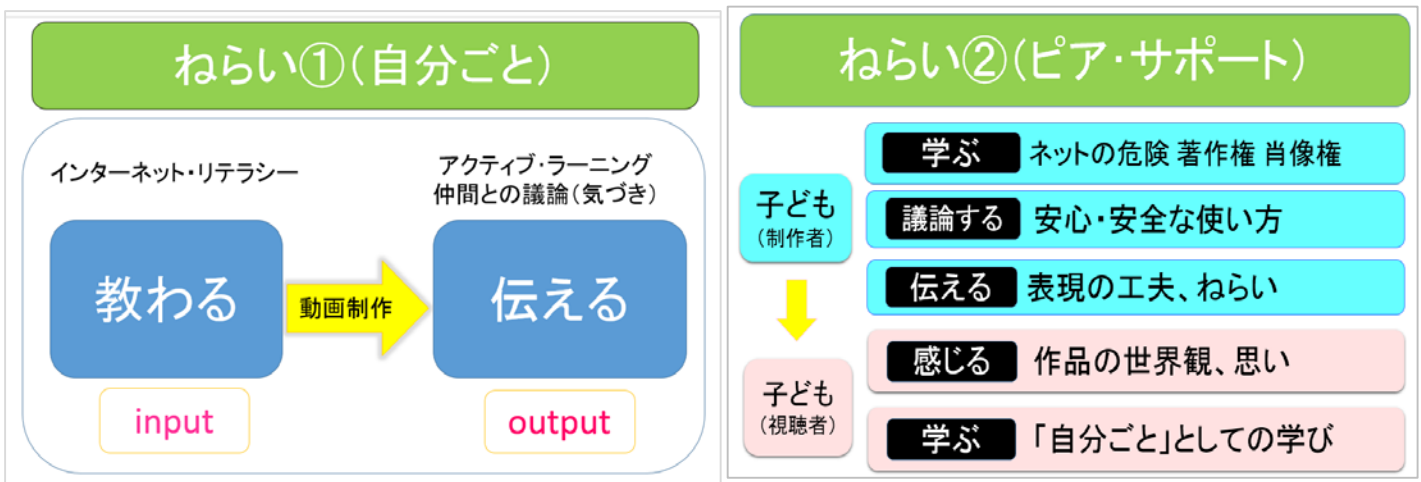 ねらい①(自分ごと)
インターネット・リテラシー
アクティブ・ラーニング
仲間との議論(気づき)
教わる
動画制作
伝える
input
output
ねらい②(ピア・サポート)
子ども
(制作者)
学ぶ ネットの危険 著作権 肖像権
議論する 安心・安全な使い方
伝える 表現の工夫、ねらい
子ども
(視聴者)
感じる 作品の世界観、思い
学ぶ 「自分ごと」としての学び